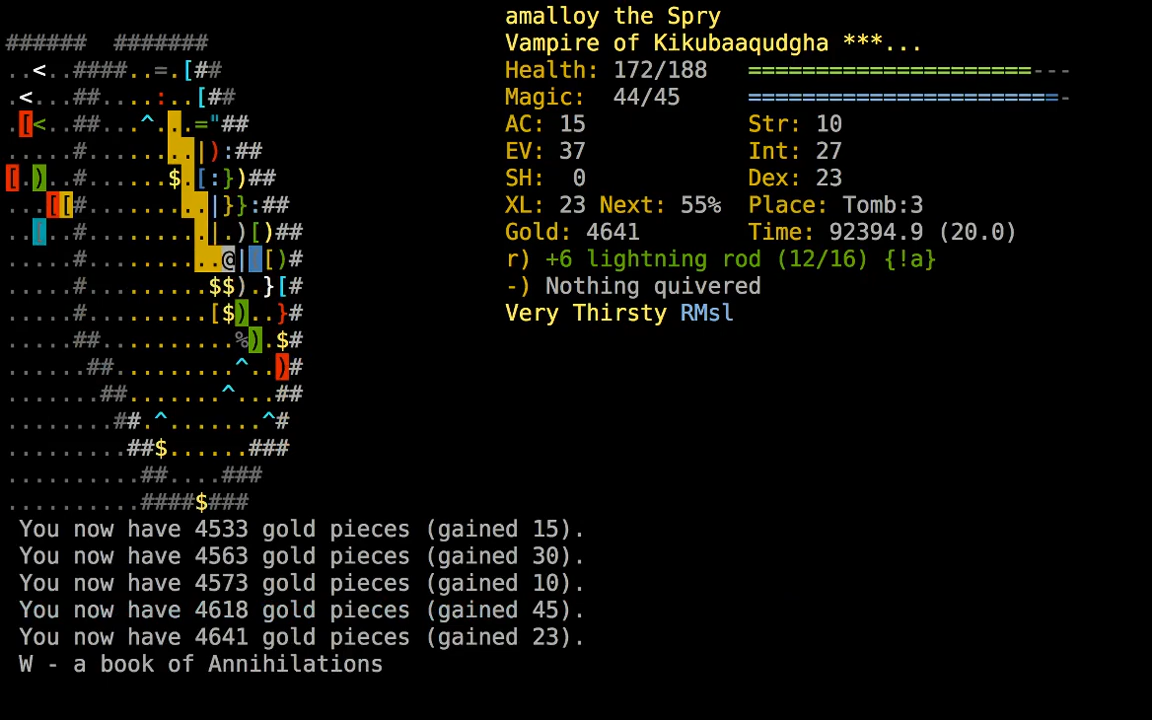 amalloy the Spry
###### ####### Vampire of Kikubaaqudgha ***...
..<..####..=.[## Health: 172/188 =====================---
.<...##....:..[## Magic: 44/45 =======================-
.[<..##...^..=."## AC: 15 Str: 10
.....#........|):## EV: 37 Int: 27
[.)..#......$.[:})## SH: 0 Dex: 23
...[[#.........|}}:## XL: 23 Next: 55% Place: Tomb:3
.....#.........|.)[)## Gold: 4641 Time: 92394.9 (20.0)
.....#..........@| [)# r) +6 lightning rod (12/16) {!a}
.....#.........$$).}[# -) Nothing quivered
.....#.........[$)..}# Very Thirsty RMsl
.....##..........%).$#
......##.........^..)#
.......##.......^...##
........##.^.......^#
.........##$......###
..........##....###
..........####$###
You now have 4533 gold pieces (gained 15).
You now have 4563 gold pieces (gained 30).
You now have 4573 gold pieces (gained 10).
You now have 4618 gold pieces (gained 45).
You now have 4641 gold pieces (gained 23).
W - a book of Annihilations